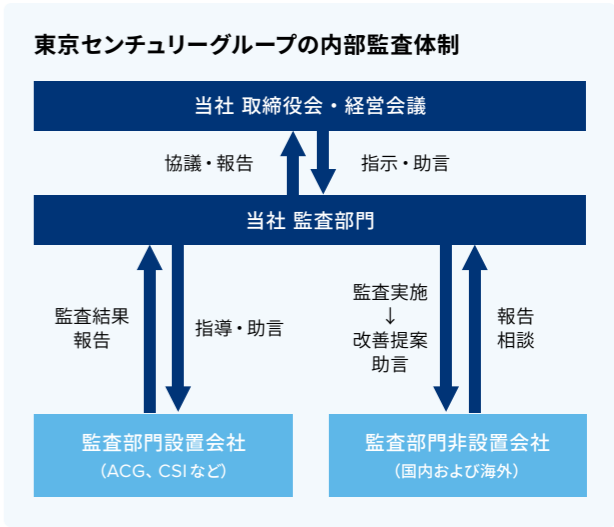 東京センチュリーグループの内部監査体制
当社 取締役会・経営会議
協議・報告
指示・助言
当社 監査部門
監査結果
報告
指導・助言
監査実施
↓
改善提案
助言
報告
相談
監査部門設置会社
（ACG、CSIなど）
監査部門非設置会社
（国内および海外）